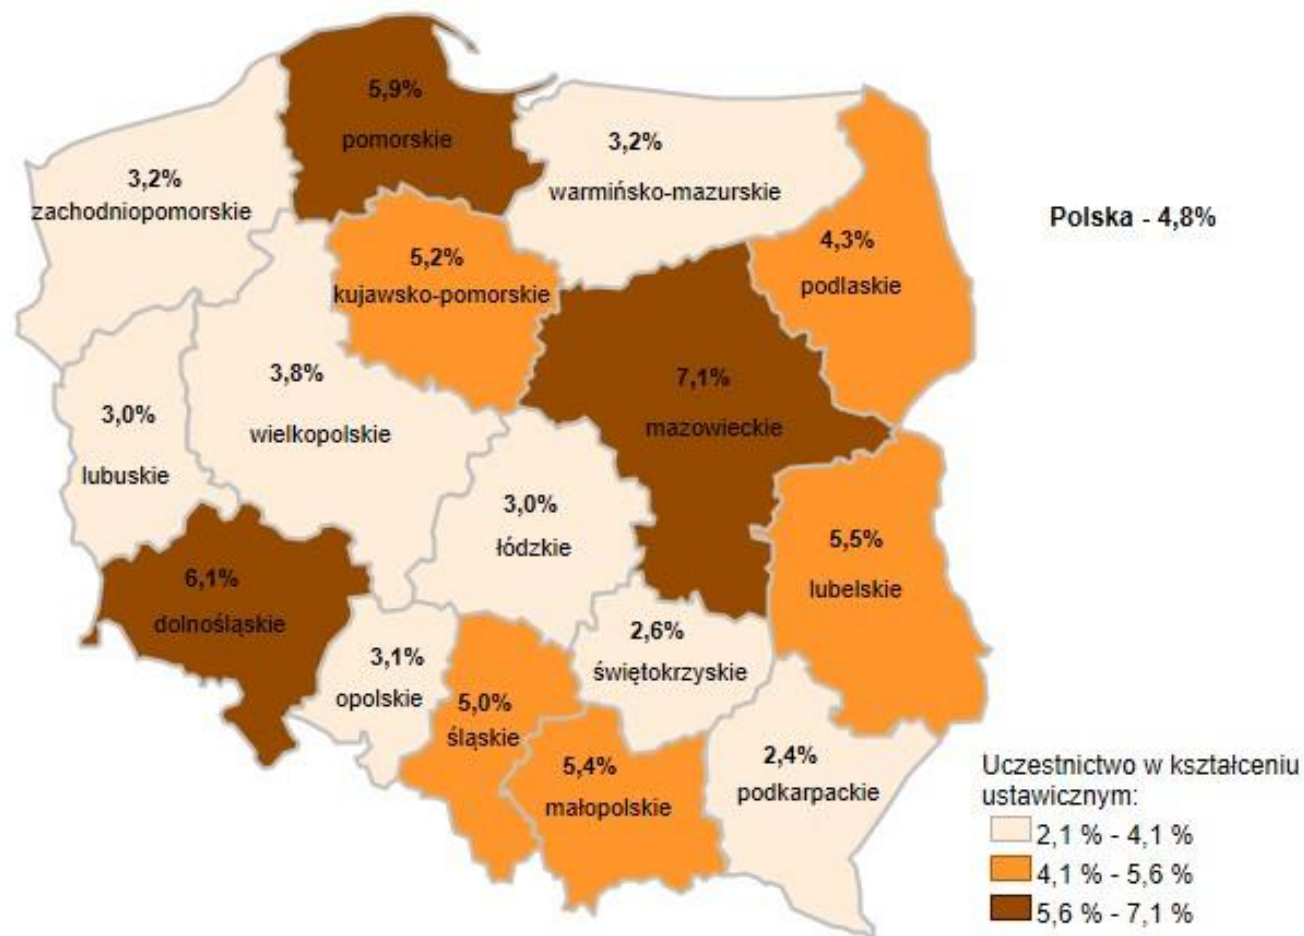 5,9%
pomorskie
3,2%
warmińsko-mazurskie
3,2%
zachodniopomorskie
Polska - 4,8%
4,3%
podlaskie
5,2%
kujawsko-pomorskie
3,8%
wielkopolskie
7,1%
mazowieckie
3,0%
lubuskie
3,0%
łódzkie
5,5%
lubelskie
6,1%
dolnośląskie
2,6%
świętokrzyskie
3,1%
opolskie
5,0%
śląskie
5,4%
małopolskie
2,4%
podkarpackie
Uczestnictwo w kształceniu
ustawicznym:
2,1 % - 4,1 %
4,1 % - 5,6 %
5,6 % - 7,1 %